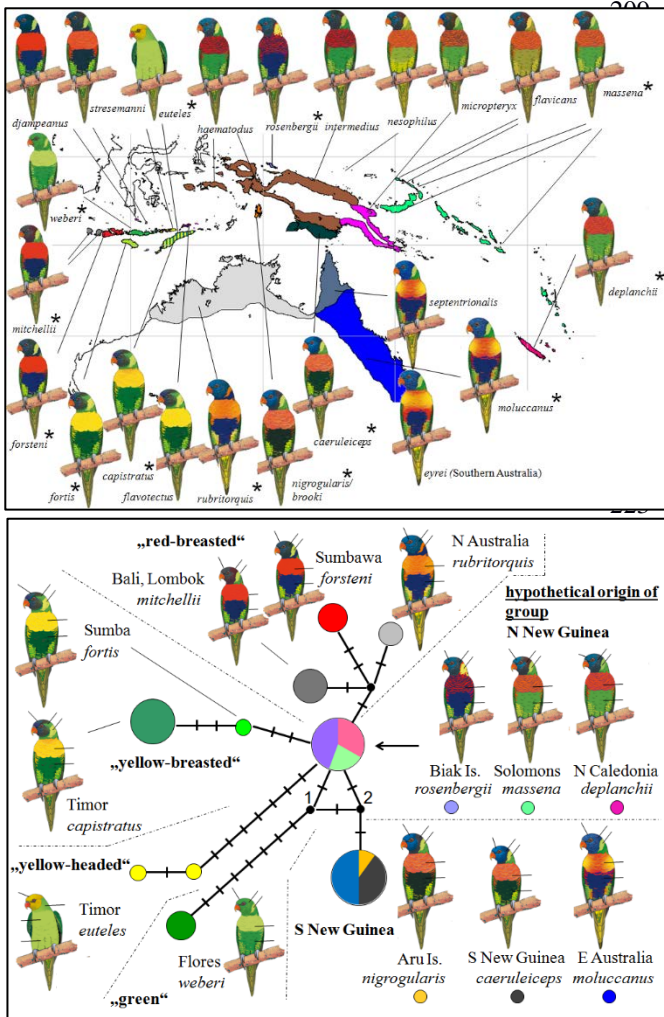 209
djampeanus
stresemanni
euteles *
haematodus
rosenbergii *
intermedius
nesophilus
micropteryx
flavicans
massena *
weberi *
mitchellii *
deplanchii *
septentrionalis
forsteni *
fortis *
capistratus *
flavotectus
rubritorquis *
nigrogularis/
brooki *
caeruleiceps *
moluccanus *
eyrei (Southern Australia)
„red-breasted“
Bali, Lombok
mitchellii
Sumbawa
forsteni
N Australia
rubritorquis
hypothetical origin of
group
N New Guinea
Sumba
fortis
„yellow-breasted“
Timor
capistratus
Biak Is.
rosenbergii
Solomons
massena
N Caledonia
deplanchii
1
2
„yellow-headed“
Timor
euteles
Flores
weberi
„green“
S New Guinea
Aru Is.
nigrogularis
S New Guinea
caeruleiceps
E Australia
moluccanus